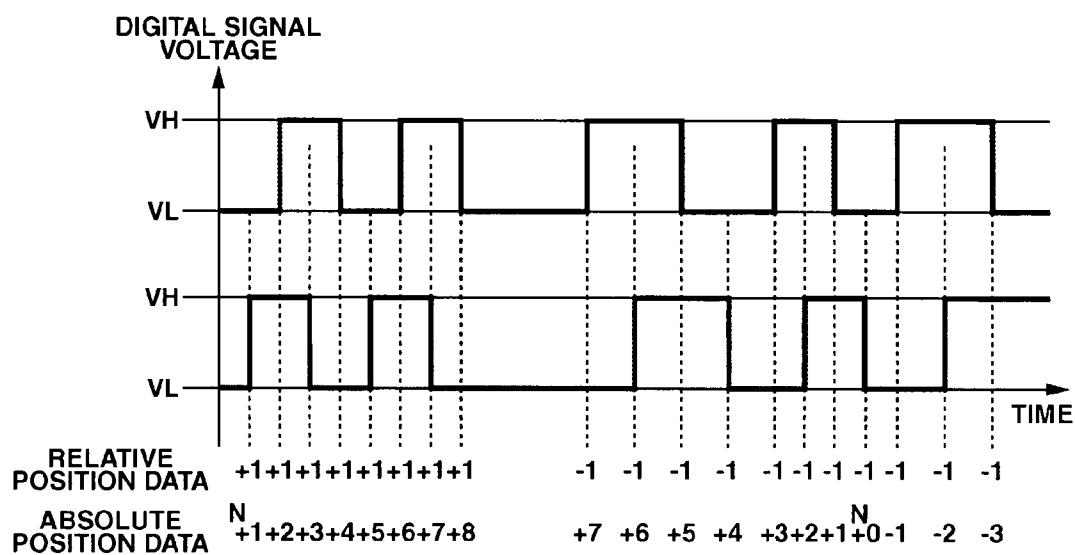 DIGITAL SIGNAL
VOLTAGE
VH
VL
VH
VL
TIME
RELATIVE
POSITION DATA
+1 +1 +1 +1 +1 +1 +1 +1 -1 -1 -1 -1 -1 -1 -1 -1 -1 -1 -1
ABSOLUTE
POSITION DATA
N N
+1 +2 +3 +4 +5 +6 +7 +8 +7 +6 +5 +4 +3 +2 +1 +0 -1 -2 -3